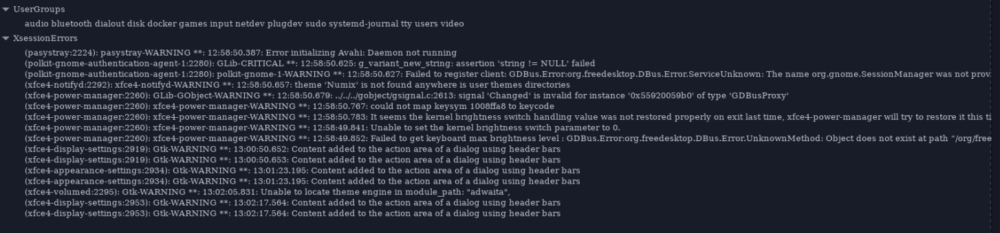 UserGroups
audio bluetooth dialout disk docker games input netdev plugdev sudo systemd-journal tty users video
XsessionErrors
(pasystray:2224): pasystray-WARNING **: 12:58:50.387: Error initializing Avahi: Daemon not running
(polkit-gnome-authentication-agent-1:2280): GLib-CRITICAL **: 12:58:50.625: g_variant_new_string: assertion 'string != NULL' failed
(polkit-gnome-authentication-agent-1:2280): polkit-gnome-1-WARNING **: 12:58:50.627: Failed to register client: GDBus.Error:org.freedesktop.DBus.Error.ServiceUnknown: The name org.gnome.SessionManager was not prov
(xfce4-notifyd:2292): xfce4-notifyd-WARNING **: 12:58:50.657: theme 'Numix' is not found anywhere is user themes directories
(xfce4-power-manager:2260): GLib-GObject-WARNING **: 12:58:50.679: ../../../gobject/gsignal.c:2613: signal 'Changed' is invalid for instance '0x55920059b0' of type 'GDBusProxy'
(xfce4-power-manager:2260): xfce4-power-manager-WARNING **: 12:58:50.767: could not map keysym 1008ffa8 to keycode
(xfce4-power-manager:2260): xfce4-power-manager-WARNING **: 12:58:50.783: It seems the kernel brightness switch handling value was not restored properly on exit last time, xfce4-power-manager will try to restore it this ti
(xfce4-power-manager:2260): xfce4-power-manager-WARNING **: 12:58:49.841: Unable to set the kernel brightness switch parameter to 0.
(xfce4-power-manager:2260): xfce4-power-manager-WARNING **: 12:58:49.852: Failed to get keyboard max brightness level : GDBus.Error:org.freedesktop.DBus.Error.UnknownMethod: Object does not exist at path “/org/free
(xfce4-display-settings:2919): Gtk-WARNING **: 13:00:50.652: Content added to the action area of a dialog using header bars
(xfce4-display-settings:2919): Gtk-WARNING **: 13:00:50.653: Content added to the action area of a dialog using header bars
(xfce4-appearance-settings:2934): Gtk-WARNING **: 13:01:23.195: Content added to the action area of a dialog using header bars
(xfce4-appearance-settings:2934): Gtk-WARNING **: 13:01:23.195: Content added to the action area of a dialog using header bars
(xfce4-volumed:2295): Gtk-WARNING **: 13:02:05.831: Unable to locate theme engine in module_path: "adwaita",
(xfce4-display-settings:2953): Gtk-WARNING **: 13:02:17.564: Content added to the action area of a dialog using header bars
(xfce4-display-settings:2953): Gtk-WARNING **: 13:02:17.564: Content added to the action area of a dialog using header bars